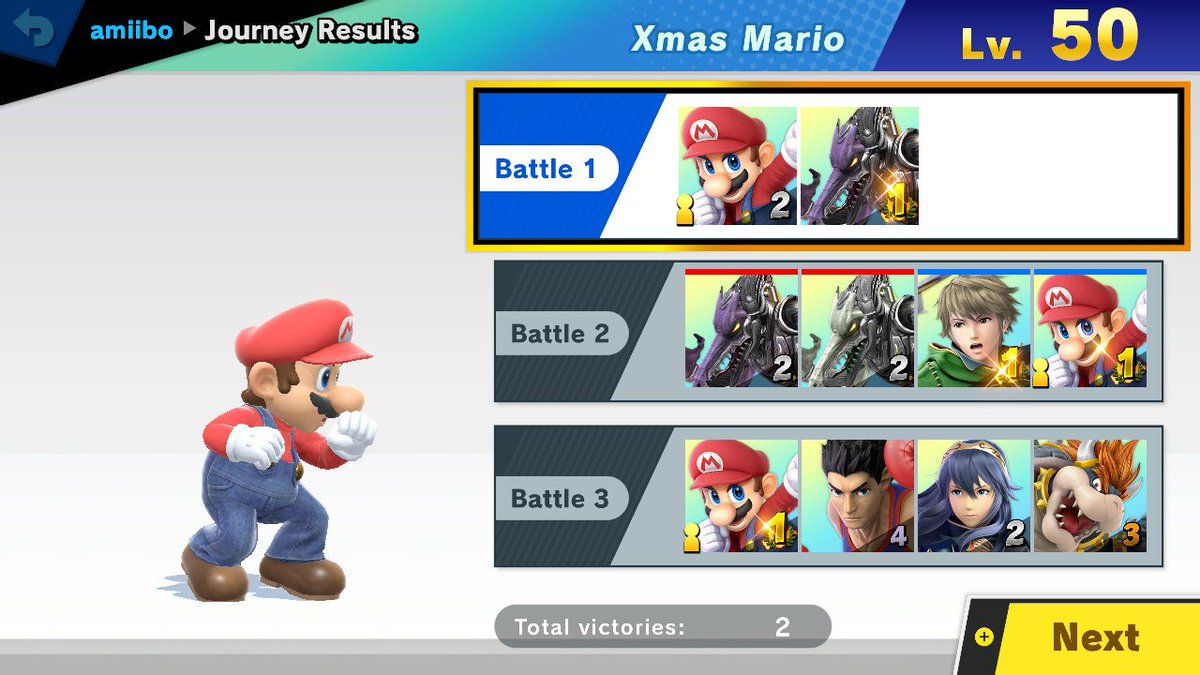 amiibo ▶ Journey Results
Xmas Mario
Lv. 50
Battle 1
2 1
Battle 2
2 2 1 1
Battle 3
1 4 2 3
Total victories: 2
+ Next